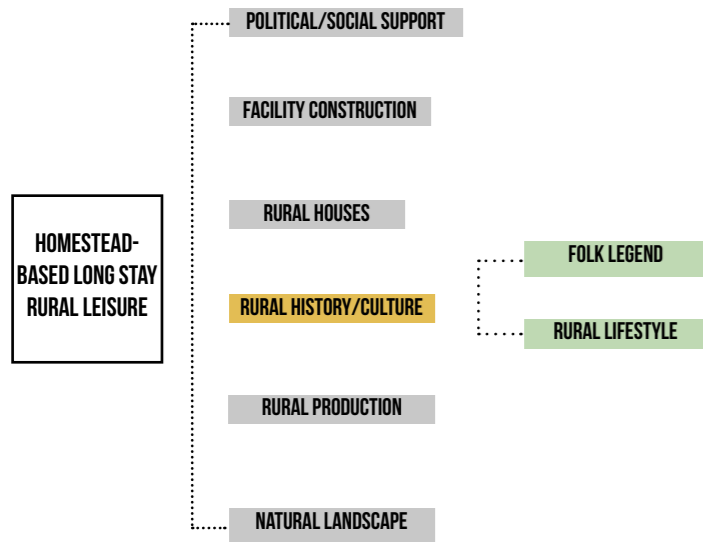 POLITICAL/SOCIAL SUPPORT
FACILITY CONSTRUCTION
RURAL HOUSES
HOMESTEAD-
BASED LONG STAY
RURAL LEISURE
FOLK LEGEND
RURAL HISTORY/CULTURE
RURAL LIFESTYLE
RURAL PRODUCTION
NATURAL LANDSCAPE